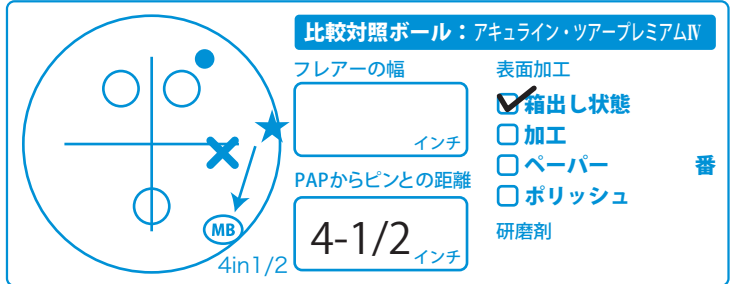 比較対照ボール：アキュライン・ツアープレミアムⅣ
フレアーの幅
インチ
PAPからピンとの距離
4-1/2 インチ
表面加工
箱出し状態
加工
ペーパー 番
ポリッシュ
研磨剤
MB
4in1/2